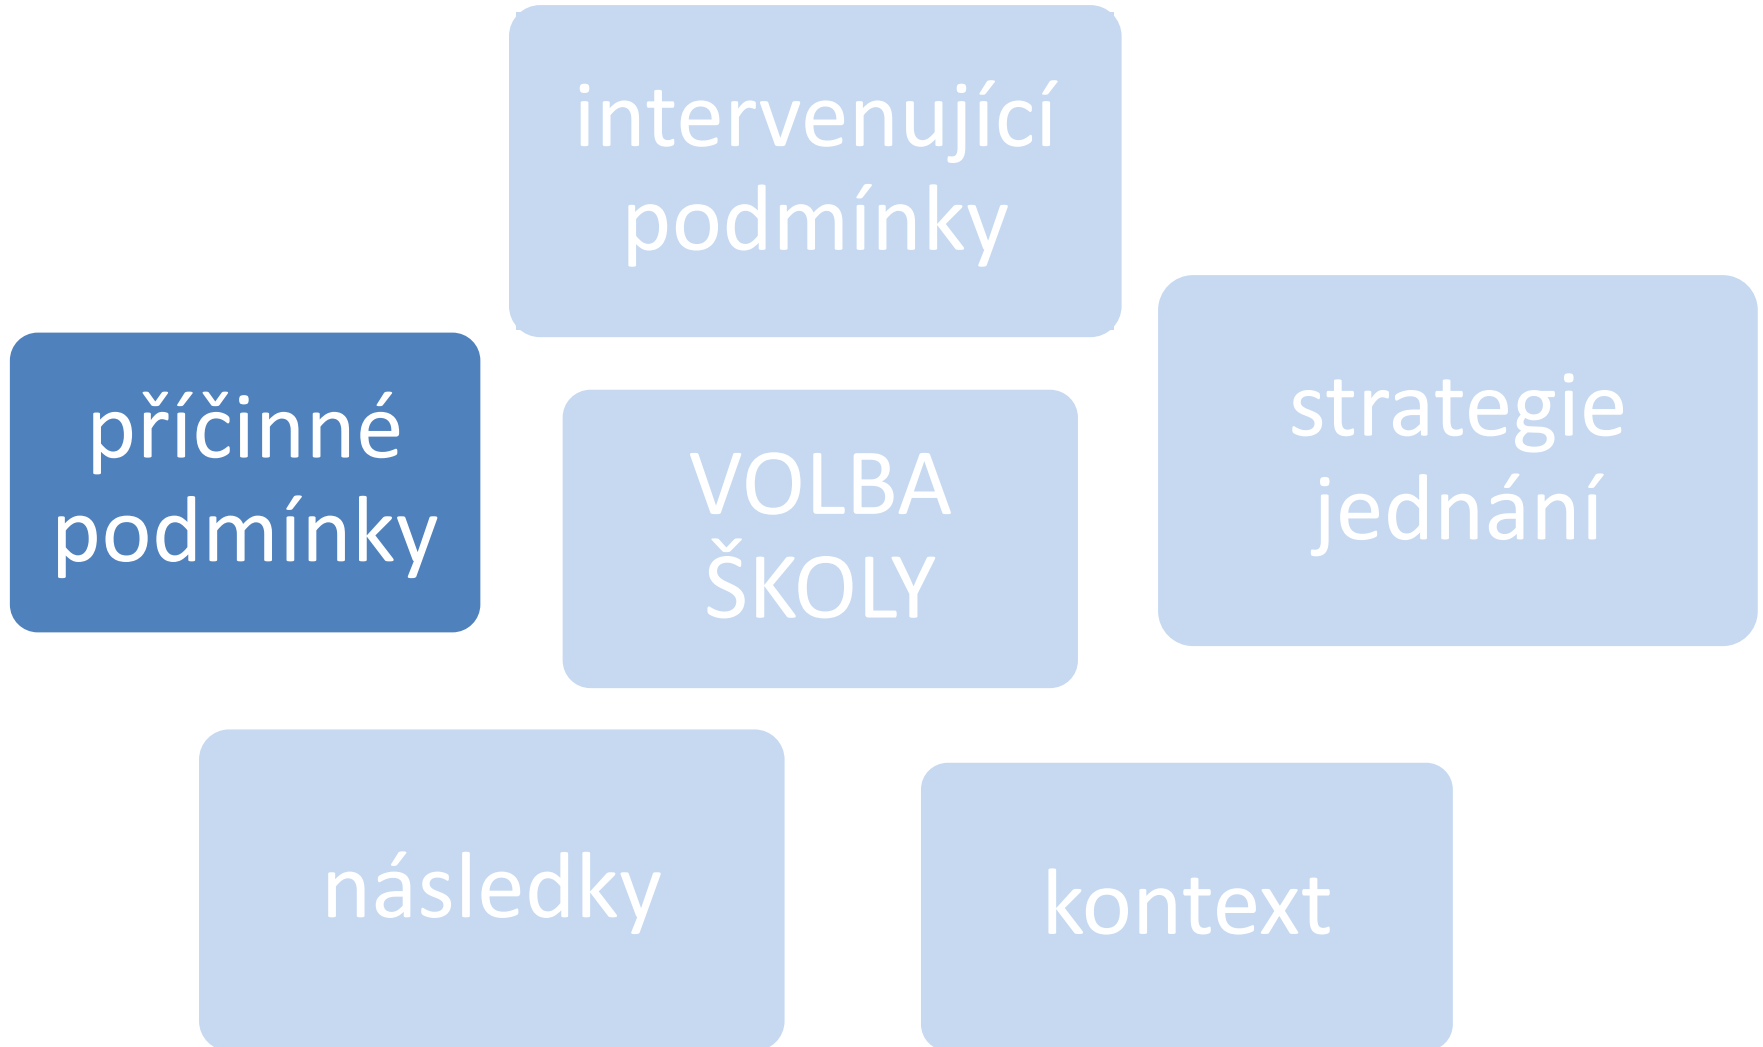 intervenující
podmínky
příčinné
podmínky
VOLBA
ŠKOLY
strategie
jednání
následky
kontext